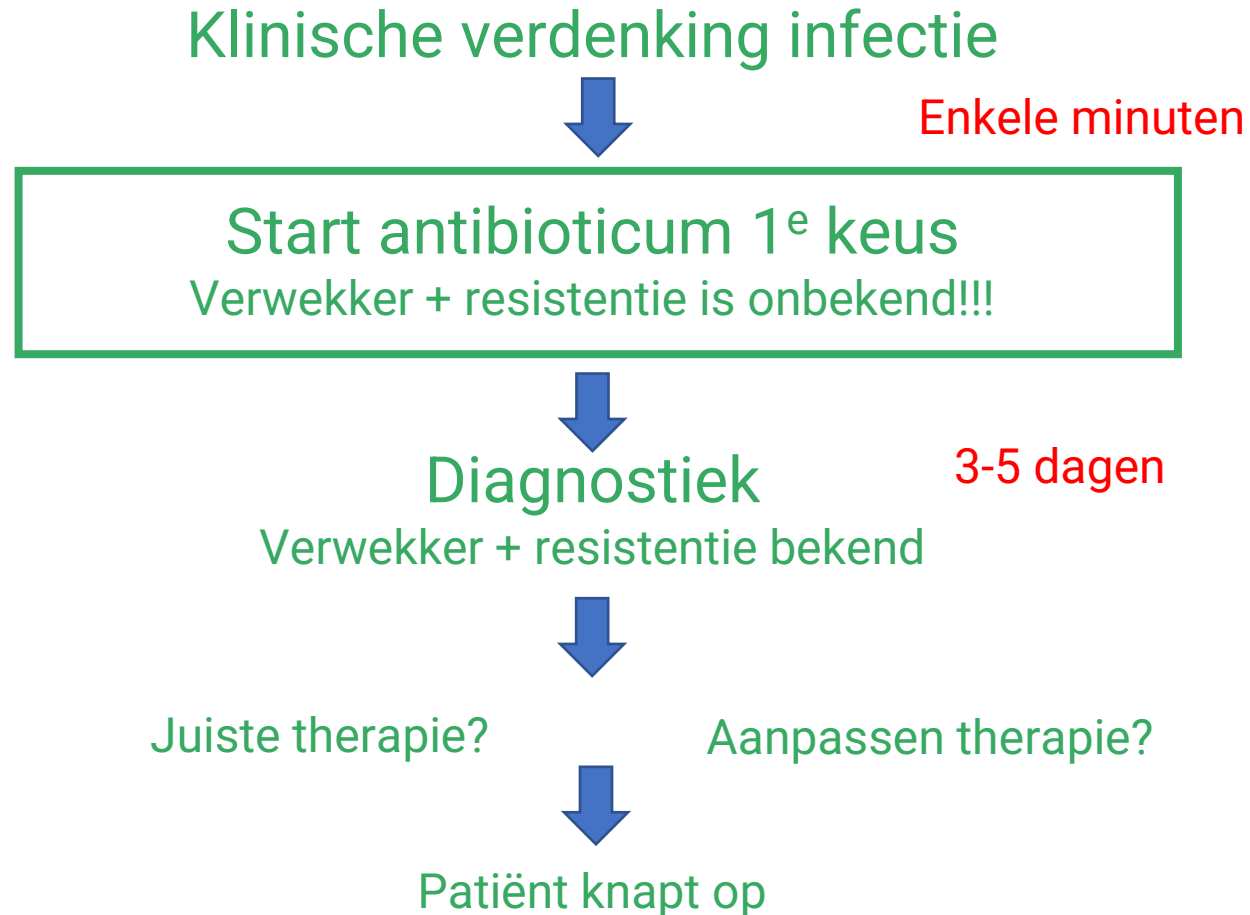 Klinische verdenking infectie
Enkele minuten
Start antibioticum 1ᵉ keus
Verwekker + resistentie is onbekend!!!
Diagnostiek
3-5 dagen
Verwekker + resistentie bekend
Juiste therapie?
Aanpassen therapie?
Patiënt knapt op